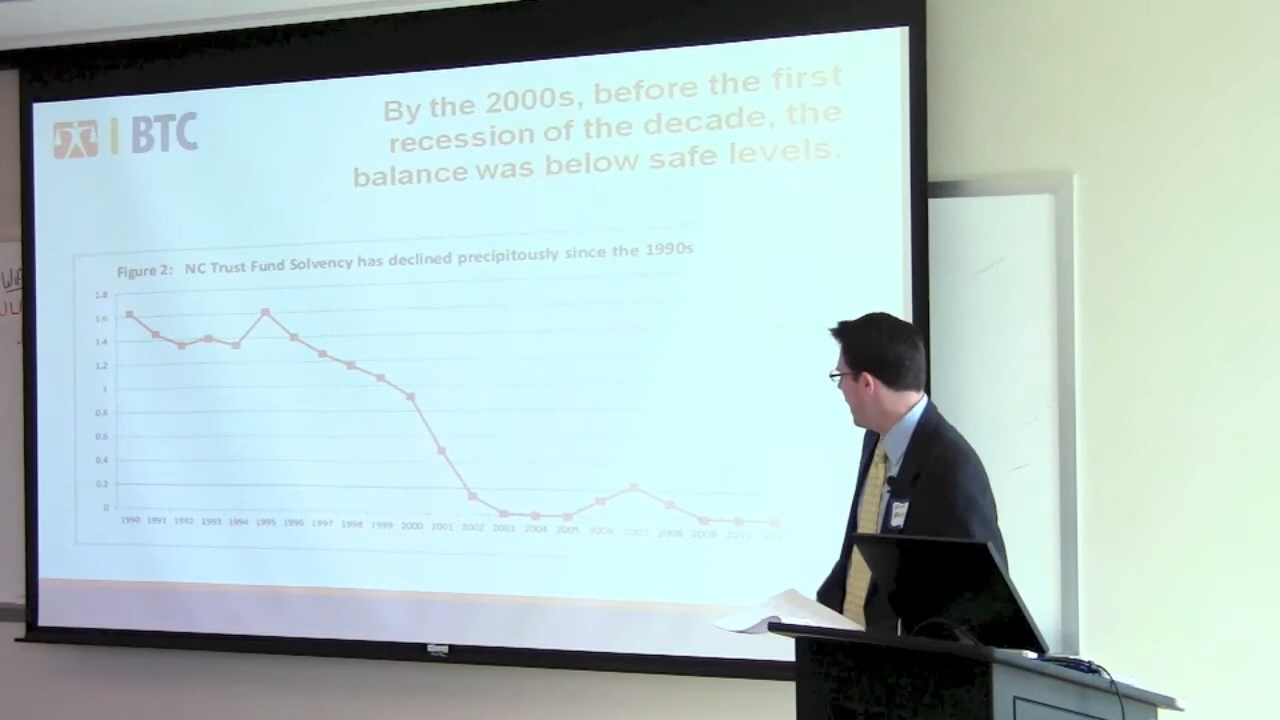 BTC
By the 2000s, before the first
recession of the decade, the
balance was below safe levels.
Figure 2: NC Trust Fund Solvency has declined precipitously since the 1990s
1.8
1.6
1.4
1.2
1
0.8
0.6
0.4
0.2
0
1990 1991 1992 1993 1994 1995 1996 1997 1998 1999 2000 2001 2002 2003 2004 2005 2006 2007 2008 2009 2010